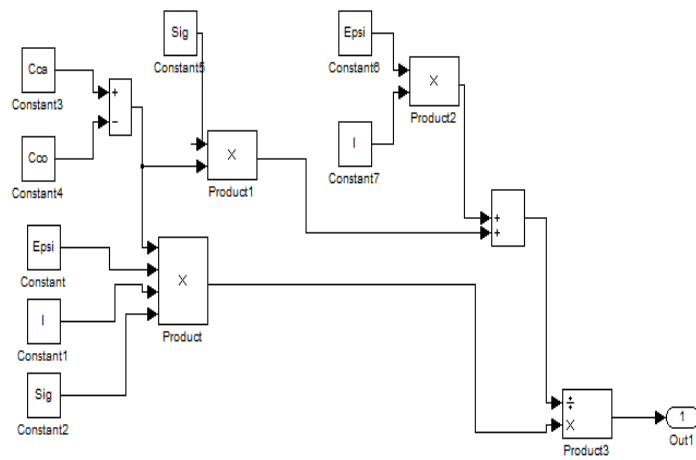 Sig
Constant5
Epsi
Constant6
Cca
Constant3
+
−
X
Product2
Cco
Constant4
X
Product1
I
Constant7
+
+
Epsi
Constant
X
Product
I
Constant1
Sig
Constant2
÷
X
Product3
1
Out1